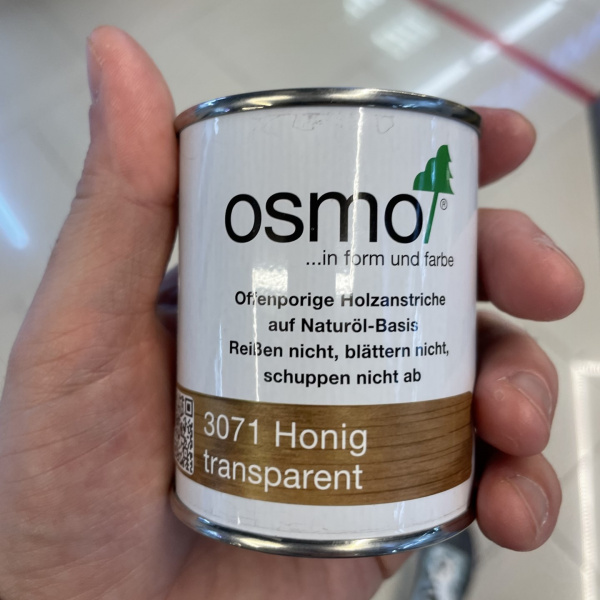 osmo®
...in form und farbe
Offenporige Holzanstriche
auf Naturöl-Basis
Reißen nicht, blättern nicht,
schuppen nicht ab
3071 Honig
transparent